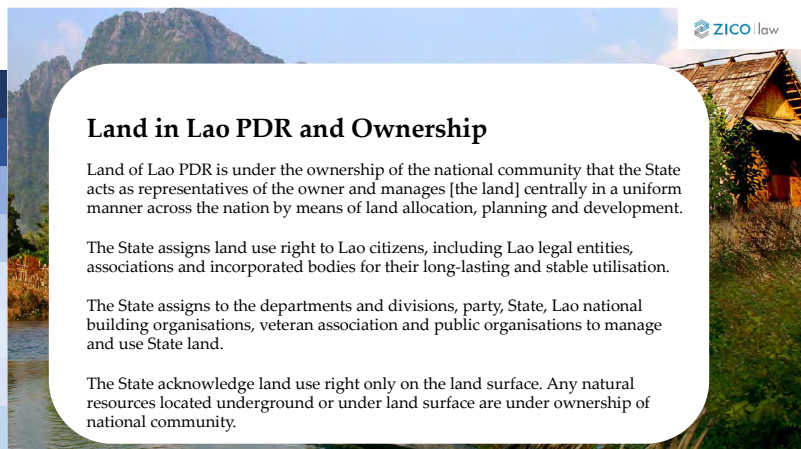 ZICO law
Land in Lao PDR and Ownership
Land of Lao PDR is under the ownership of the national community that the State
acts as representatives of the owner and manages [the land] centrally in a uniform
manner across the nation by means of land allocation, planning and development.
The State assigns land use right to Lao citizens, including Lao legal entities,
associations and incorporated bodies for their long-lasting and stable utilisation.
The State assigns to the departments and divisions, party, State, Lao national
building organisations, veteran association and public organisations to manage
and use State land.
The State acknowledge land use right only on the land surface. Any natural
resources located underground or under land surface are under ownership of
national community.